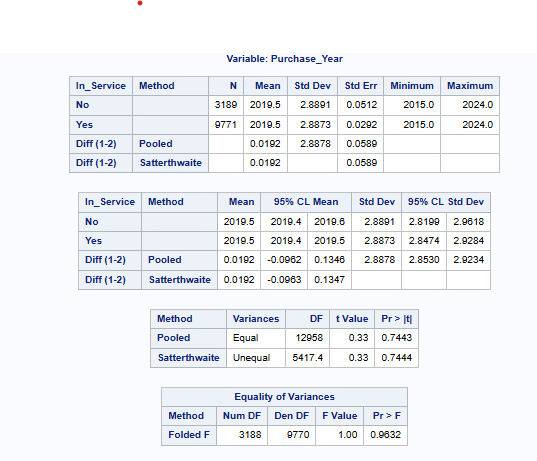 Variable: Purchase_Year
In_Service Method N Mean Std Dev Std Err Minimum Maximum
No 3189 2019.5 2.8891 0.0512 2015.0 2024.0
Yes 9771 2019.5 2.8873 0.0292 2015.0 2024.0
Diff (1-2) Pooled 0.0192 2.8878 0.0589
Diff (1-2) Satterthwaite 0.0192 0.0589
In_Service Method Mean 95% CL Mean Std Dev 95% CL Std Dev
No 2019.5 2019.4 2019.6 2.8891 2.8199 2.9618
Yes 2019.5 2019.4 2019.5 2.8873 2.8474 2.9284
Diff (1-2) Pooled 0.0192 -0.0962 0.1346 2.8878 2.8530 2.9234
Diff (1-2) Satterthwaite 0.0192 -0.0963 0.1347
Method Variances DF t Value Pr > |t|
Pooled Equal 12958 0.33 0.7443
Satterthwaite Unequal 5417.4 0.33 0.7444
Equality of Variances
Method Num DF Den DF F Value Pr > F
Folded F 3188 9770 1.00 0.9632